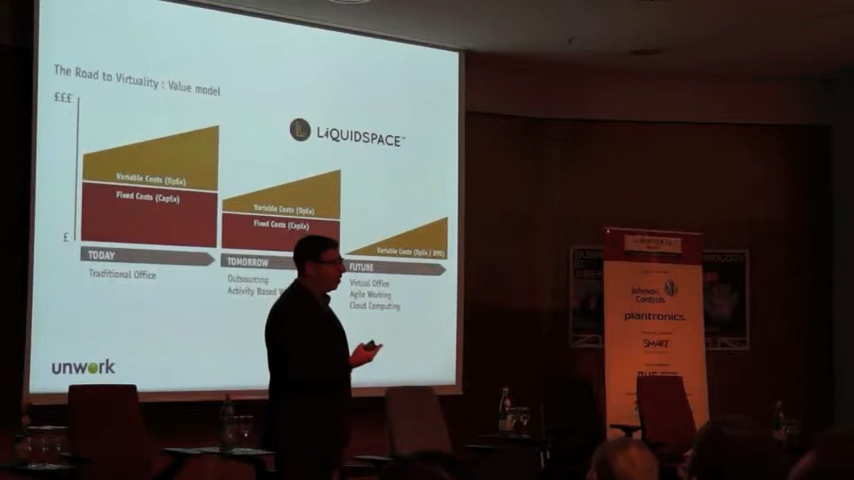 The Road to Virtuality : Value model
£££
LiQUIDSPACE™
Variable Costs (OpEx)
Fixed Costs (CapEx)
Variable Costs (OpEx)
Fixed Costs (CapEx)
Variable Costs (OpEx / BYO)
£
TODAY
TOMORROW
FUTURE
Traditional Office
Outsourcing
Activity Based
Virtual Office
Agile Working
Cloud Computing
unwork
Johnson Controls
plantronics
SMART